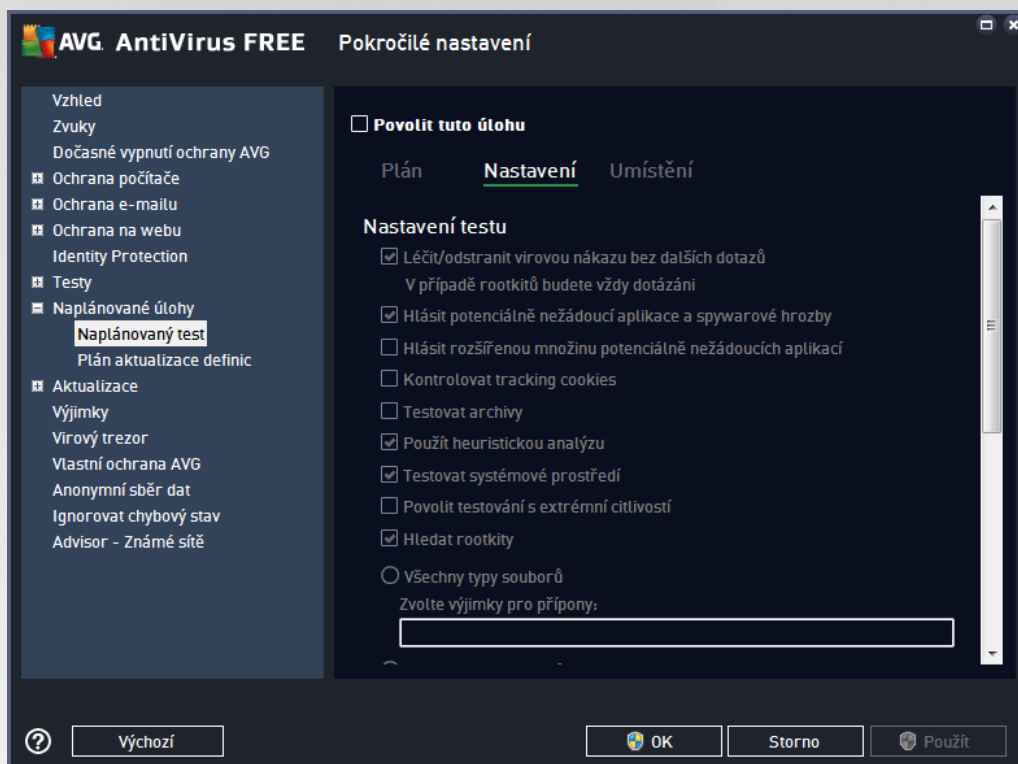 AVG. AntiVirus FREE Pokročilé nastavení
Vzhled
Zvuky
Dočasné vypnutí ochrany AVG
Ochrana počítače
Ochrana e-mailu
Ochrana na webu
Identity Protection
Testy
Naplánované úlohy
Naplánovaný test
Plán aktualizace definic
Aktualizace
Výjimky
Virový trezor
Vlastní ochrana AVG
Anonymní sběr dat
Ignorovat chybový stav
Advisor - Známé sítě
Povolit tuto úlohu
Plán Nastavení Umístění
Nastavení testu
Léčit/odstranit virovou nákazu bez dalších dotazů
V případě rootkitů budete vždy dotázáni
Hlásit potenciálně nežádoucí aplikace a spywarové hrozby
Hlásit rozšířenou množinu potenciálně nežádoucích aplikací
Kontrolovat tracking cookies
Testovat archivy
Použít heuristickou analýzu
Testovat systémové prostředí
Povolit testování s extrémní citlivostí
Hledat rootkity
Všechny typy souborů
Zvolte výjimky pro přípony:
Výchozí OK Storno Použít